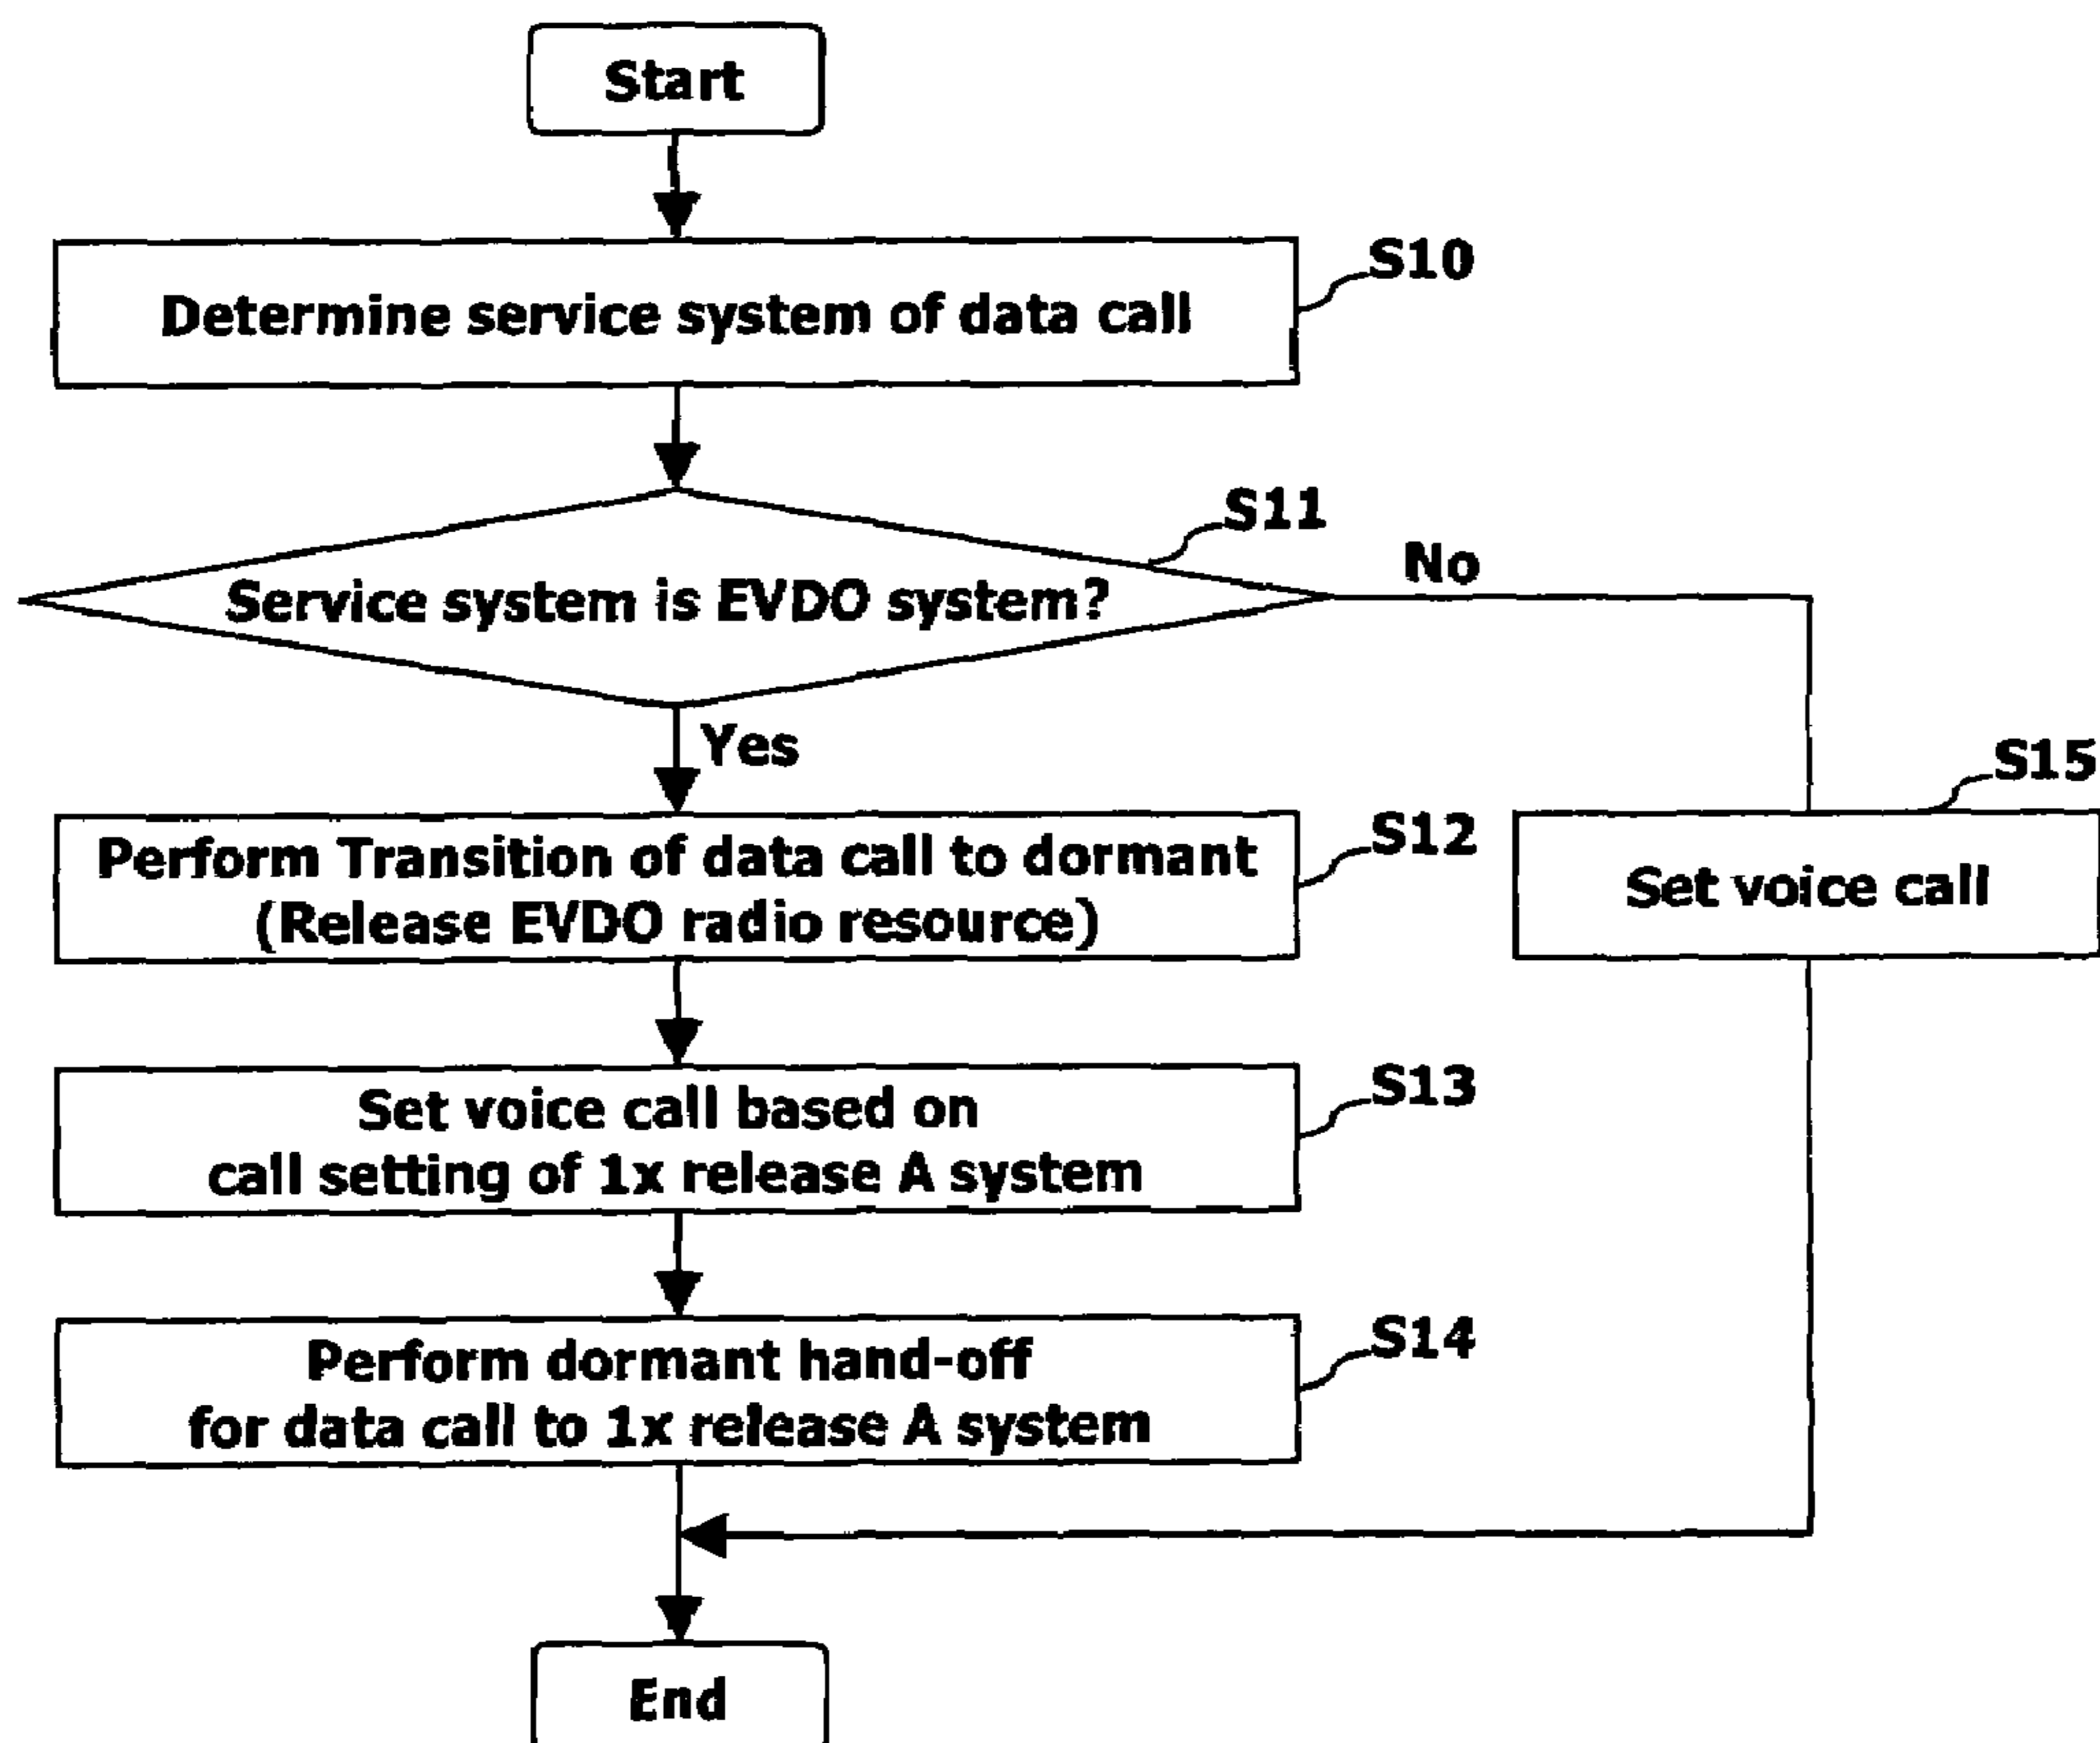 Start
S10
Determine service system of data call
S11
No
Service system is EVDO system?
Yes
S15
S12
Perform Transition of data call to dormant
(Release EVDO radio resource)
Set voice call
S13
Set voice call based on
call setting of 1x release A system
S14
Perform dormant hand-off
for data call to 1x release A system
End